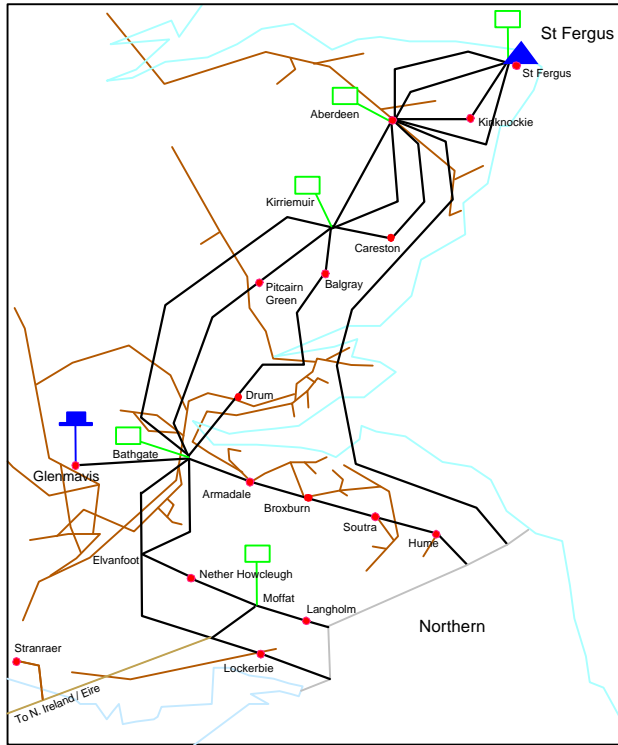 St Fergus
St Fergus
Aberdeen
Kinknockie
Kirriemuir
Careston
Pitcairn
Green
Balgray
Drum
Bathgate
Glenmavis
Armadale
Broxburn
Soutra
Hume
Elvanfoot
Nether Howcleugh
Moffat
Langholm
Northern
Stranraer
Lockerbie
To N. Ireland / Eire